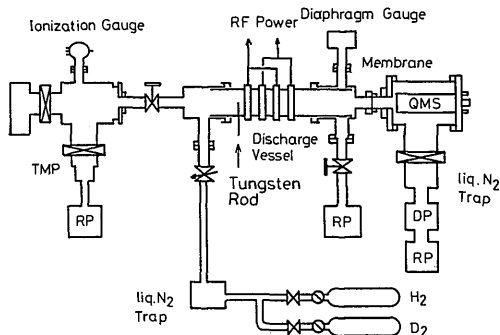 Ionization Gauge
RF Power
Diaphragm Gauge
Membrane
QMS
TMP
Discharge
Vessel
Tungsten
Rod
RP
RP
liq.N2
Trap
DP
RP
liq.N2
Trap
H2
D2